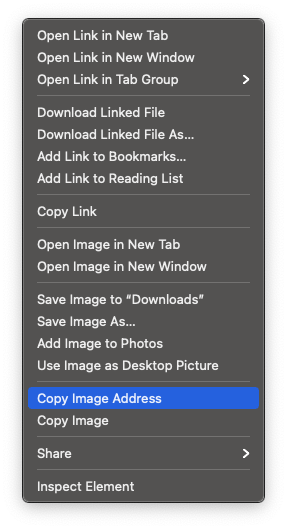 Open Link in New Tab
Open Link in New Window
Open Link in Tab Group
Download Linked File
Download Linked File As...
Add Link to Bookmarks...
Add Link to Reading List
Copy Link
Open Image in New Tab
Open Image in New Window
Save Image to “Downloads”
Save Image As...
Add Image to Photos
Use Image as Desktop Picture
Copy Image Address
Copy Image
Share
Inspect Element